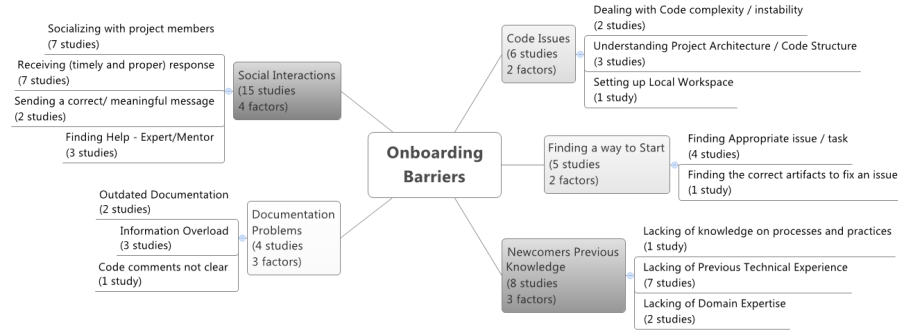 Onboarding
Barriers
Social Interactions
(15 studies
4 factors)
Socializing with project members
(7 studies)
Receiving (timely and proper) response
(7 studies)
Sending a correct/ meaningful message
(2 studies)
Finding Help - Expert/Mentor
(3 studies)
Documentation
Problems
(4 studies
3 factors)
Outdated Documentation
(2 studies)
Information Overload
(3 studies)
Code comments not clear
(1 study)
Code Issues
(6 studies
2 factors)
Dealing with Code complexity / instability
(2 studies)
Understanding Project Architecture / Code Structure
(3 studies)
Setting up Local Workspace
(1 study)
Finding a way to Start
(5 studies
2 factors)
Finding Appropriate issue / task
(4 studies)
Finding the correct artifacts to fix an issue
(1 study)
Newcomers Previous
Knowledge
(8 studies
3 factors)
Lacking of knowledge on processes and practices
(1 study)
Lacking of Previous Technical Experience
(7 studies)
Lacking of Domain Expertise
(2 studies)